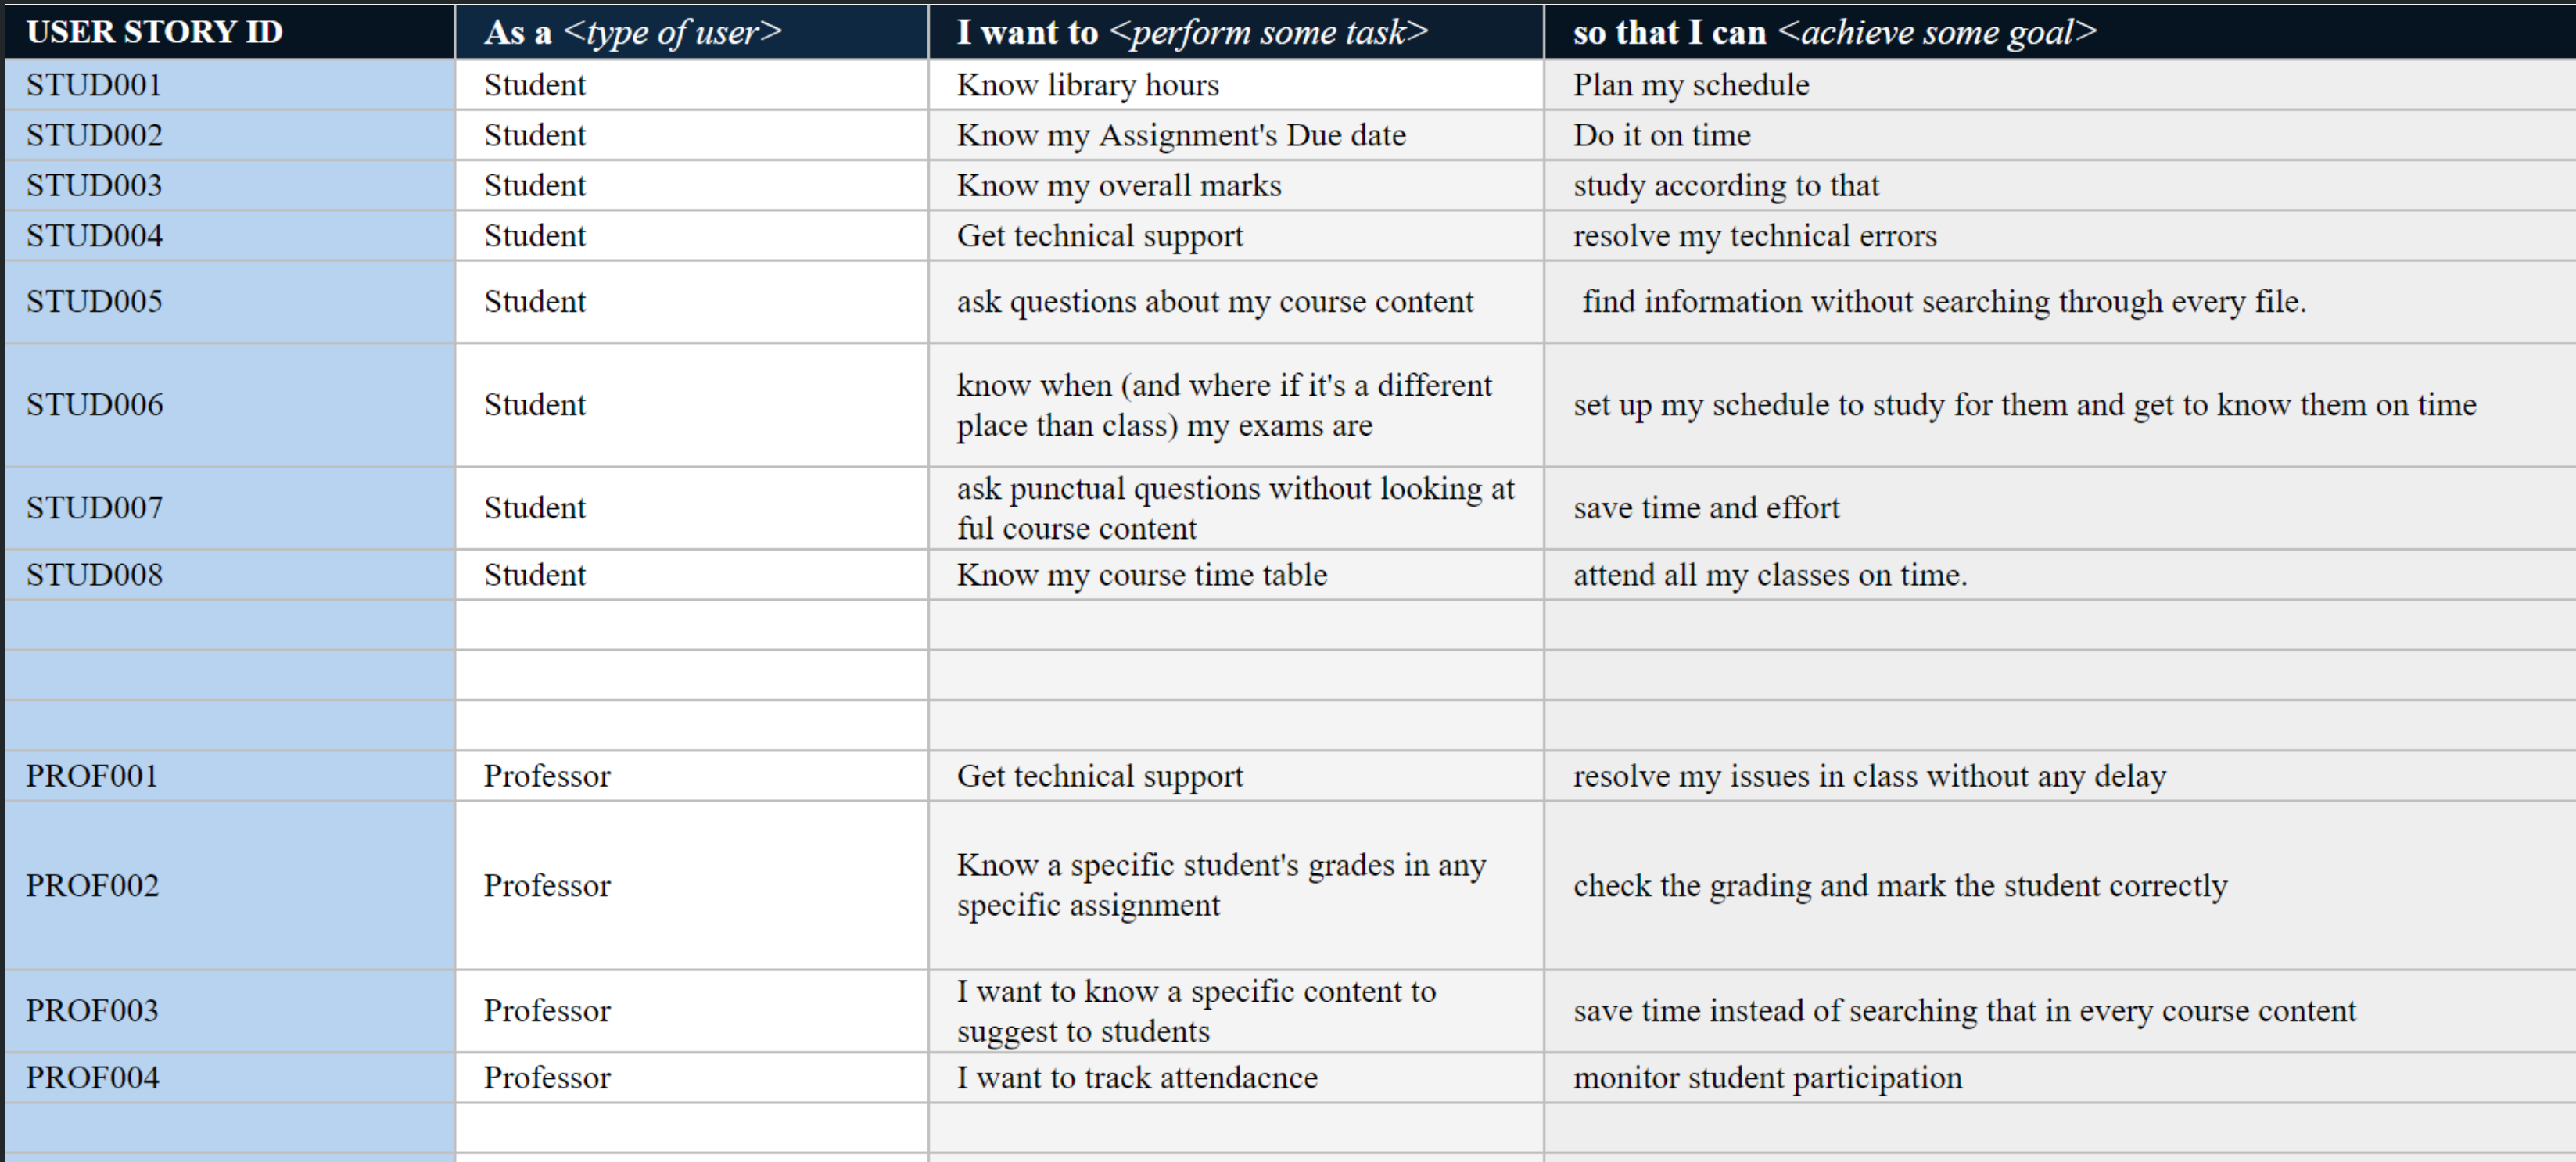 USER STORY ID As a <type of user> I want to <perform some task> so that I can <achieve some goal>
STUD001 Student Know library hours Plan my schedule
STUD002 Student Know my Assignment's Due date Do it on time
STUD003 Student Know my overall marks study according to that
STUD004 Student Get technical support resolve my technical errors
STUD005 Student ask questions about my course content find information without searching through every file.
STUD006 Student know when (and where if it's a different
place than class) my exams are set up my schedule to study for them and get to know them on time
STUD007 Student ask punctual questions without looking at
ful course content save time and effort
STUD008 Student Know my course time table attend all my classes on time.
PROF001 Professor Get technical support resolve my issues in class without any delay
PROF002 Professor Know a specific student's grades in any
specific assignment check the grading and mark the student correctly
PROF003 Professor I want to know a specific content to
suggest to students save time instead of searching that in every course content
PROF004 Professor I want to track attendacnce monitor student participation